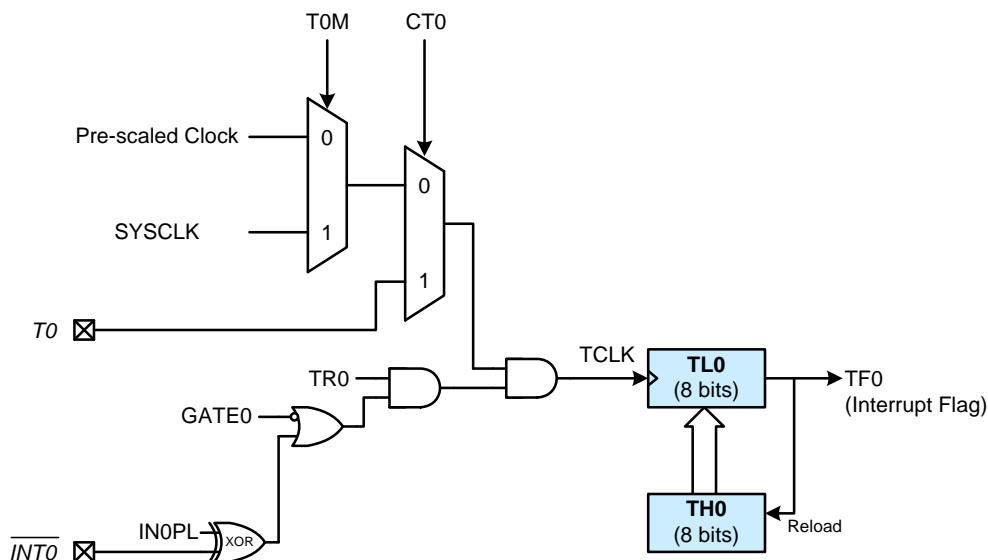 T0M CT0
Pre-scaled Clock 0
0
SYSCLK 1
1
T0
TCLK
TL0
(8 bits)
TF0
(Interrupt Flag)
TR0
GATE0
TH0
(8 bits)
Reload
IN0PL
XOR
INT0